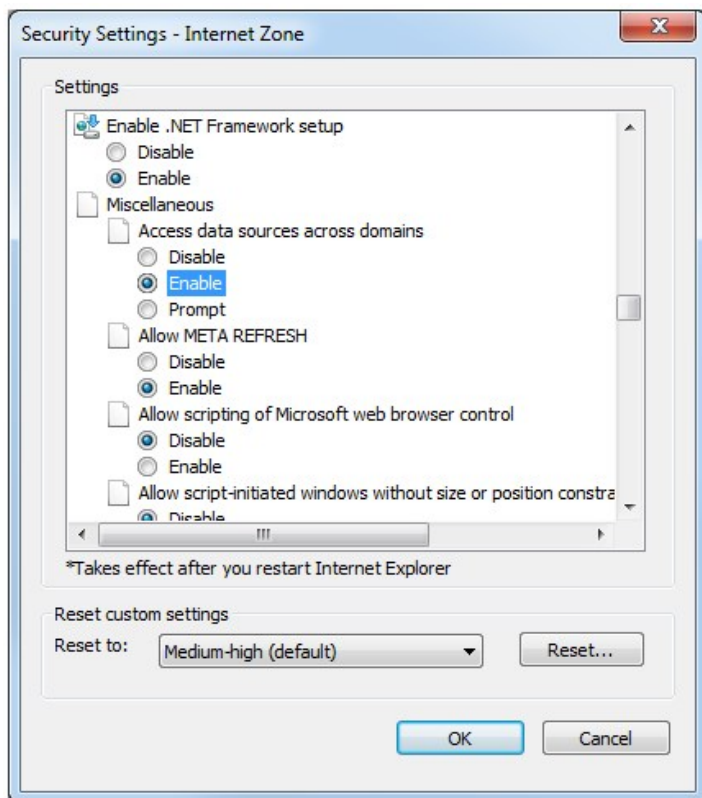 Security Settings - Internet Zone
Settings
Enable .NET Framework setup
Disable
Enable
Miscellaneous
Access data sources across domains
Disable
Enable
Prompt
Allow META REFRESH
Disable
Enable
Allow scripting of Microsoft web browser control
Disable
Enable
Allow script-initiated windows without size or position constra
Disable
*Takes effect after you restart Internet Explorer
Reset custom settings
Reset to: Medium-high (default) Reset...
OK Cancel